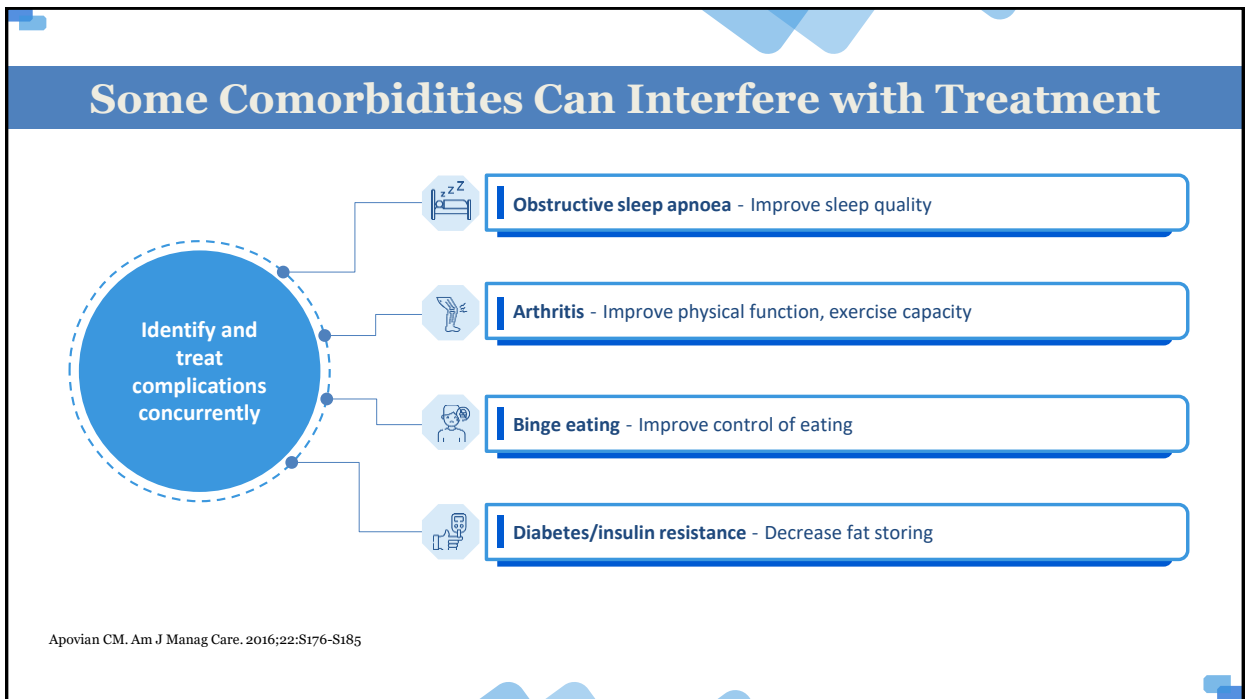 Some Comorbidities Can Interfere with Treatment
z z Z
Obstructive sleep apnoea - Improve sleep quality
Arthritis - Improve physical function, exercise capacity
Identify and
treat
complications
concurrently
Binge eating - Improve control of eating
Diabetes/insulin resistance - Decrease fat storing
Apovian CM. Am J Manag Care. 2016;22:S176-S185